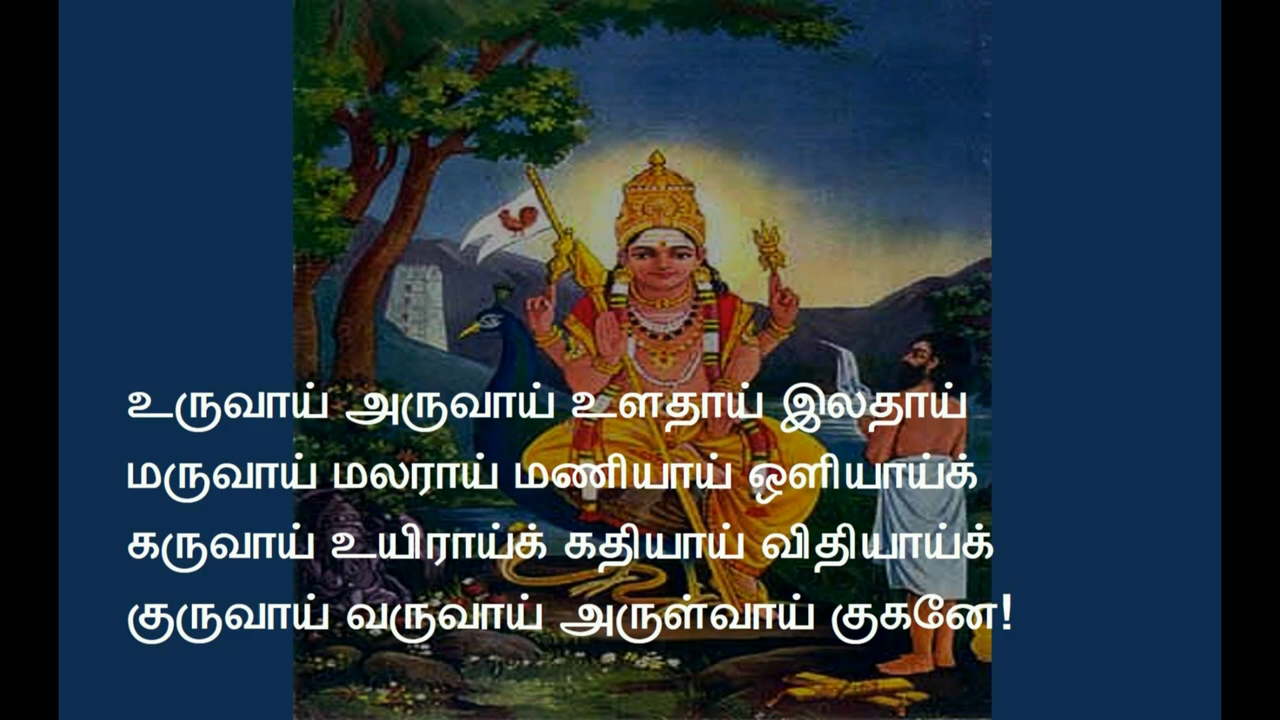 உருவாய் அருவாய் உளதாய் இலதாய்
மருவாய் மலராய் மணியாய் ஒளியாய்க்
கருவாய் உயிராய்க் கதியாய் விதியாய்க்
குருவாய் வருவாய் அருள்வாய் குகனே!